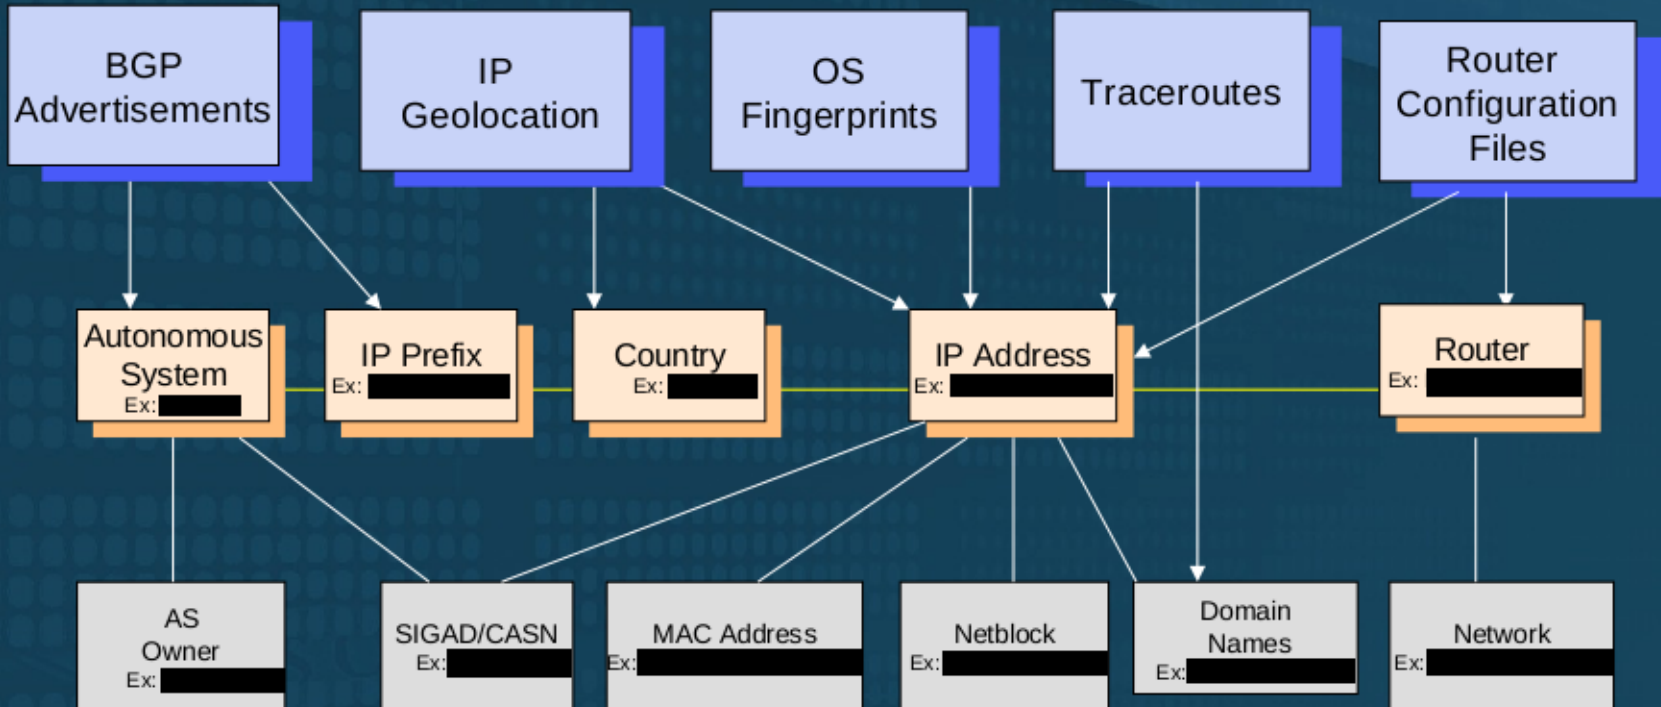 BGP
Advertisements
IP
Geolocation
OS
Fingerprints
Traceroutes
Router
Configuration
Files
Autonomous
System
Ex:
IP Prefix
Ex:
Country
Ex:
IP Address
Ex:
Router
Ex:
AS
Owner
Ex:
SIGAD/CASN
Ex:
MAC Address
Ex:
Netblock
Ex:
Domain
Names
Ex:
Network
Ex: